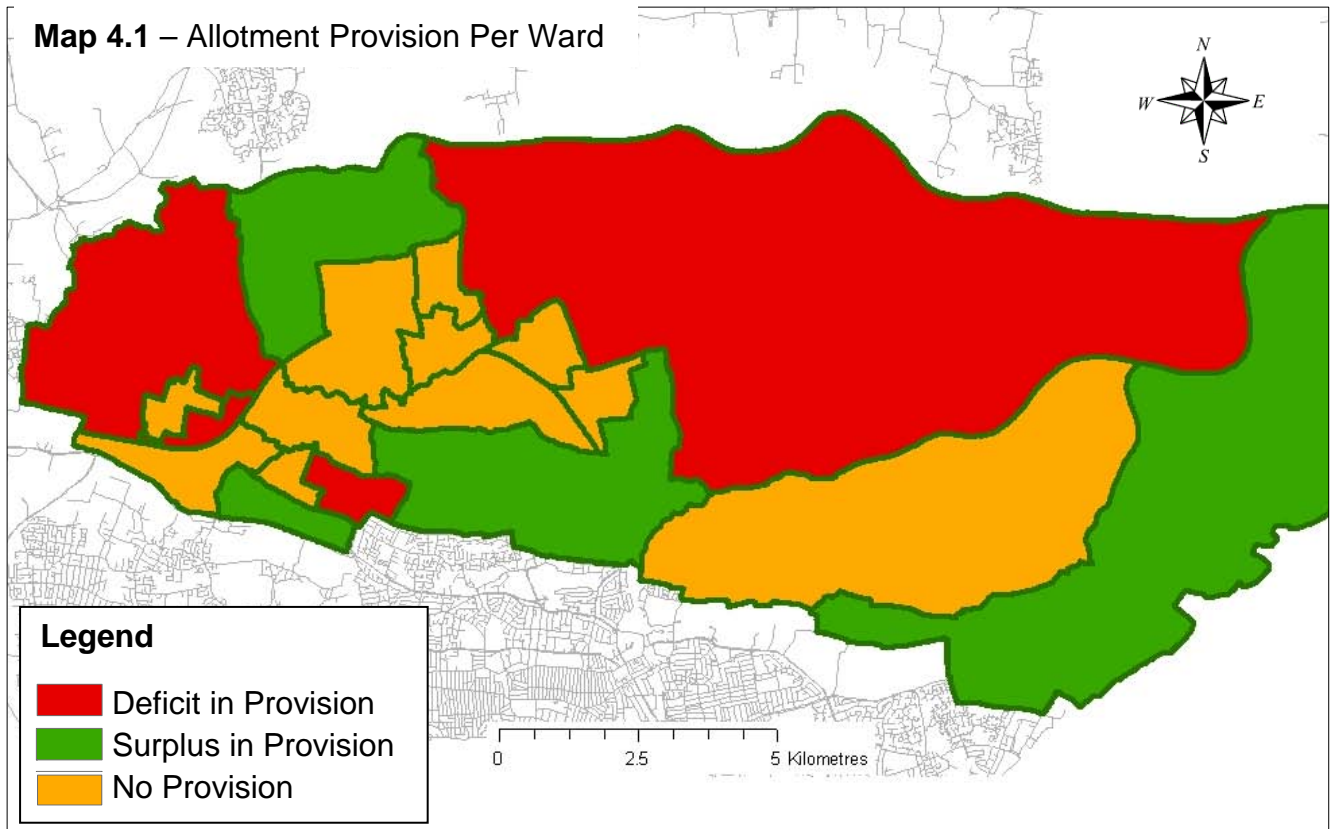 Map 4.1 – Allotment Provision Per Ward
N
W E
S
Legend
Deficit in Provision
Surplus in Provision
No Provision
0 2.5 5 Kilometres